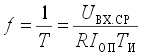 f = 1/T = U_ВХ.СР / R I_ОП T_И